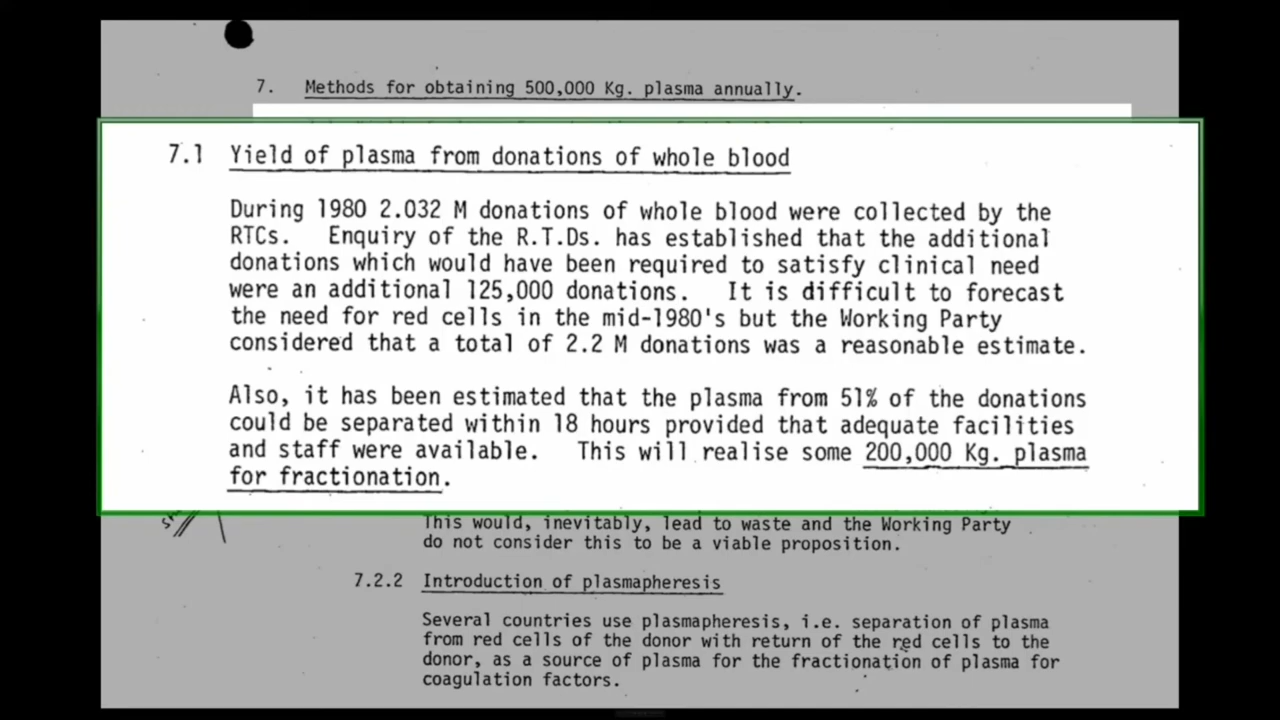 7. Methods for obtaining 500,000 Kg. plasma annually.
7.1 Yield of plasma from donations of whole blood
During 1980 2.032 M donations of whole blood were collected by the
RTCs. Enquiry of the R.T.Ds. has established that the additional
donations which would have been required to satisfy clinical need
were an additional 125,000 donations. It is difficult to forecast
the need for red cells in the mid-1980's but the Working Party
considered that a total of 2.2 M donations was a reasonable estimate.
Also, it has been estimated that the plasma from 51% of the donations
could be separated within 18 hours provided that adequate facilities
and staff were available. This will realise some 200,000 Kg. plasma
for fractionation.
This would, inevitably, lead to waste and the Working Party
do not consider this to be a viable proposition.
7.2.2 Introduction of plasmapheresis
Several countries use plasmapheresis, i.e. separation of plasma
from red cells of the donor with return of the red cells to the
donor, as a source of plasma for the fractionation of plasma for
coagulation factors.